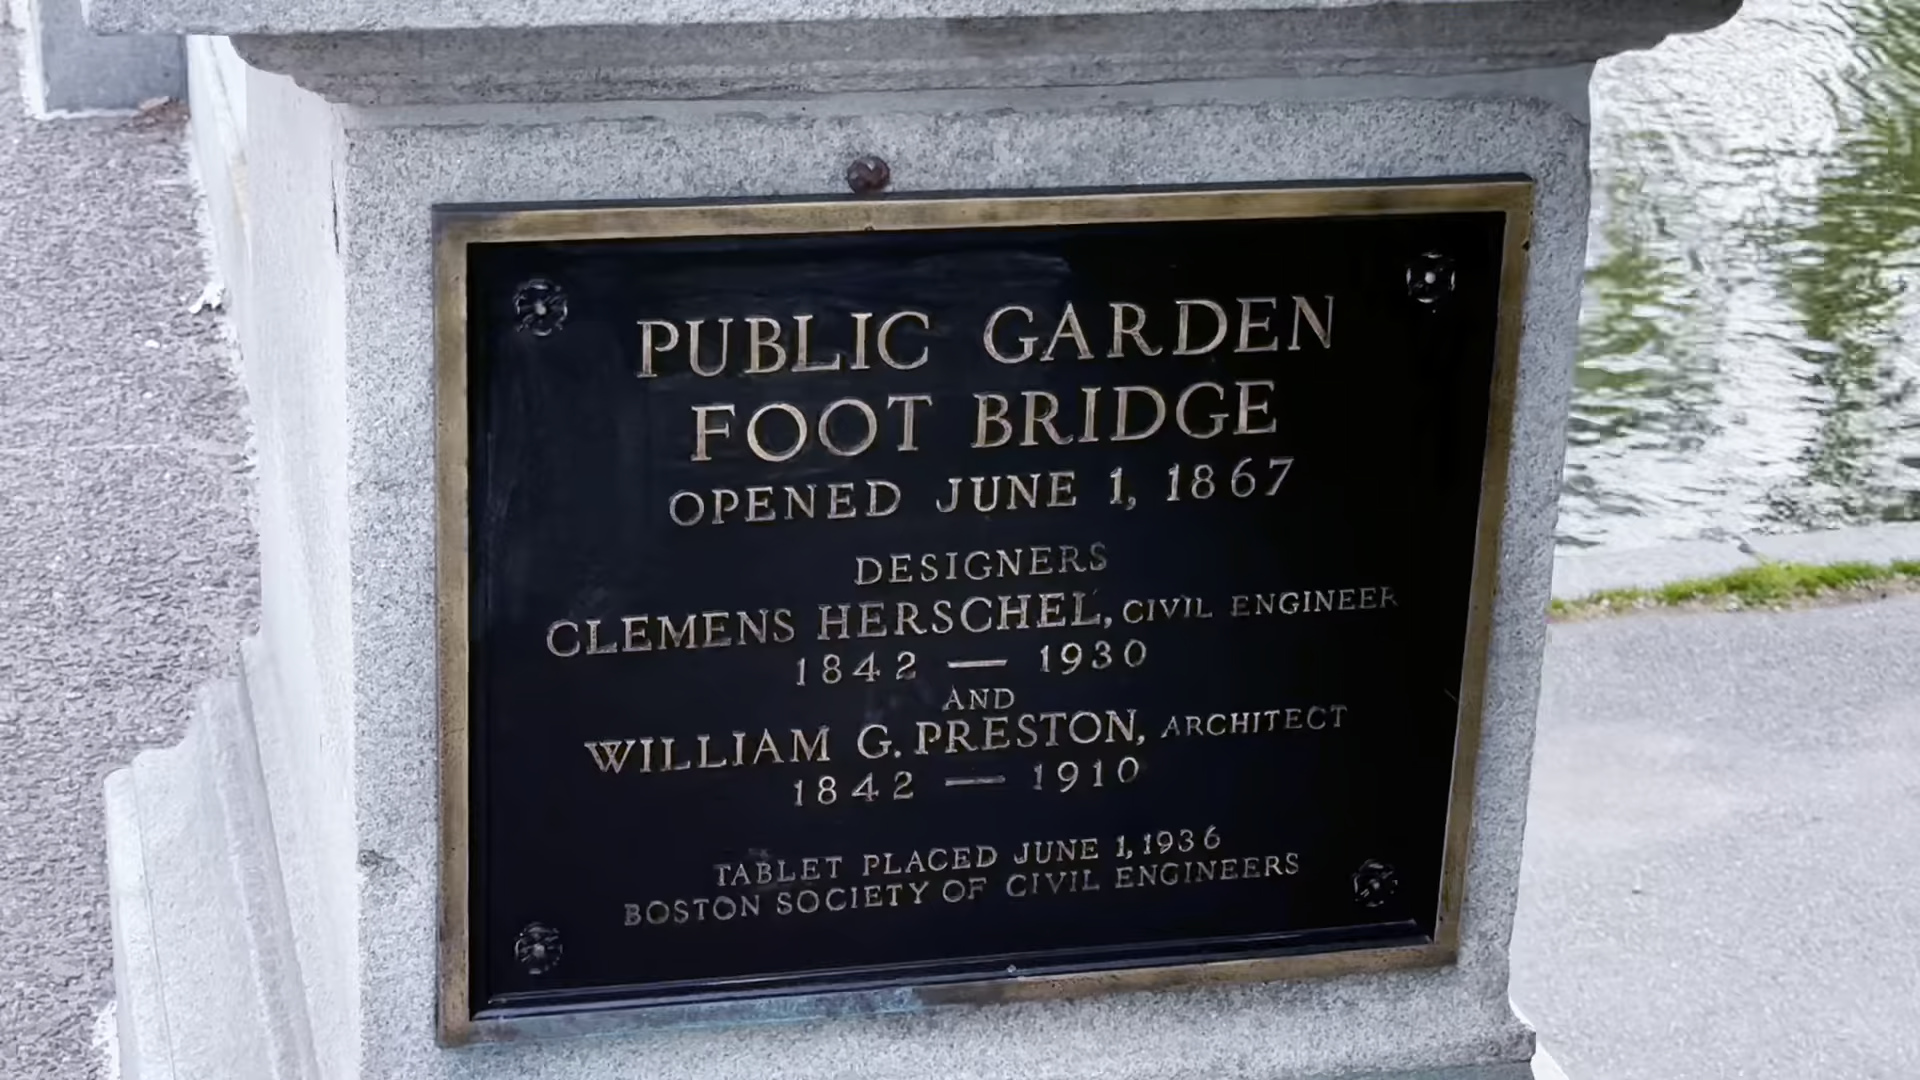 PUBLIC GARDEN
FOOT BRIDGE
OPENED JUNE 1, 1867
DESIGNERS
CLEMENS HERSCHEL, CIVIL ENGINEER
1842 — 1930
AND
WILLIAM G. PRESTON, ARCHITECT
1842 — 1910
TABLET PLACED JUNE 1, 1936
BOSTON SOCIETY OF CIVIL ENGINEERS